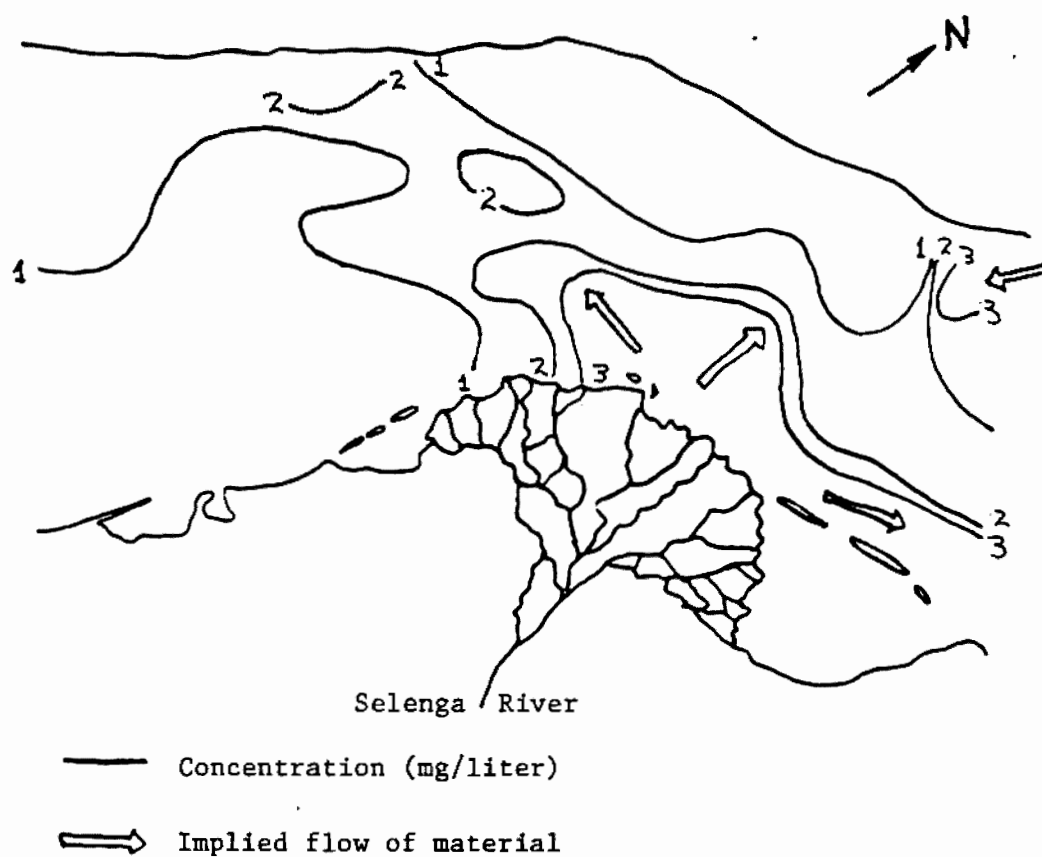 N
1
2
2
2
1 2 3
1
3
2
3
1
2
3
Selenga River
Concentration (mg/liter)
Implied flow of material